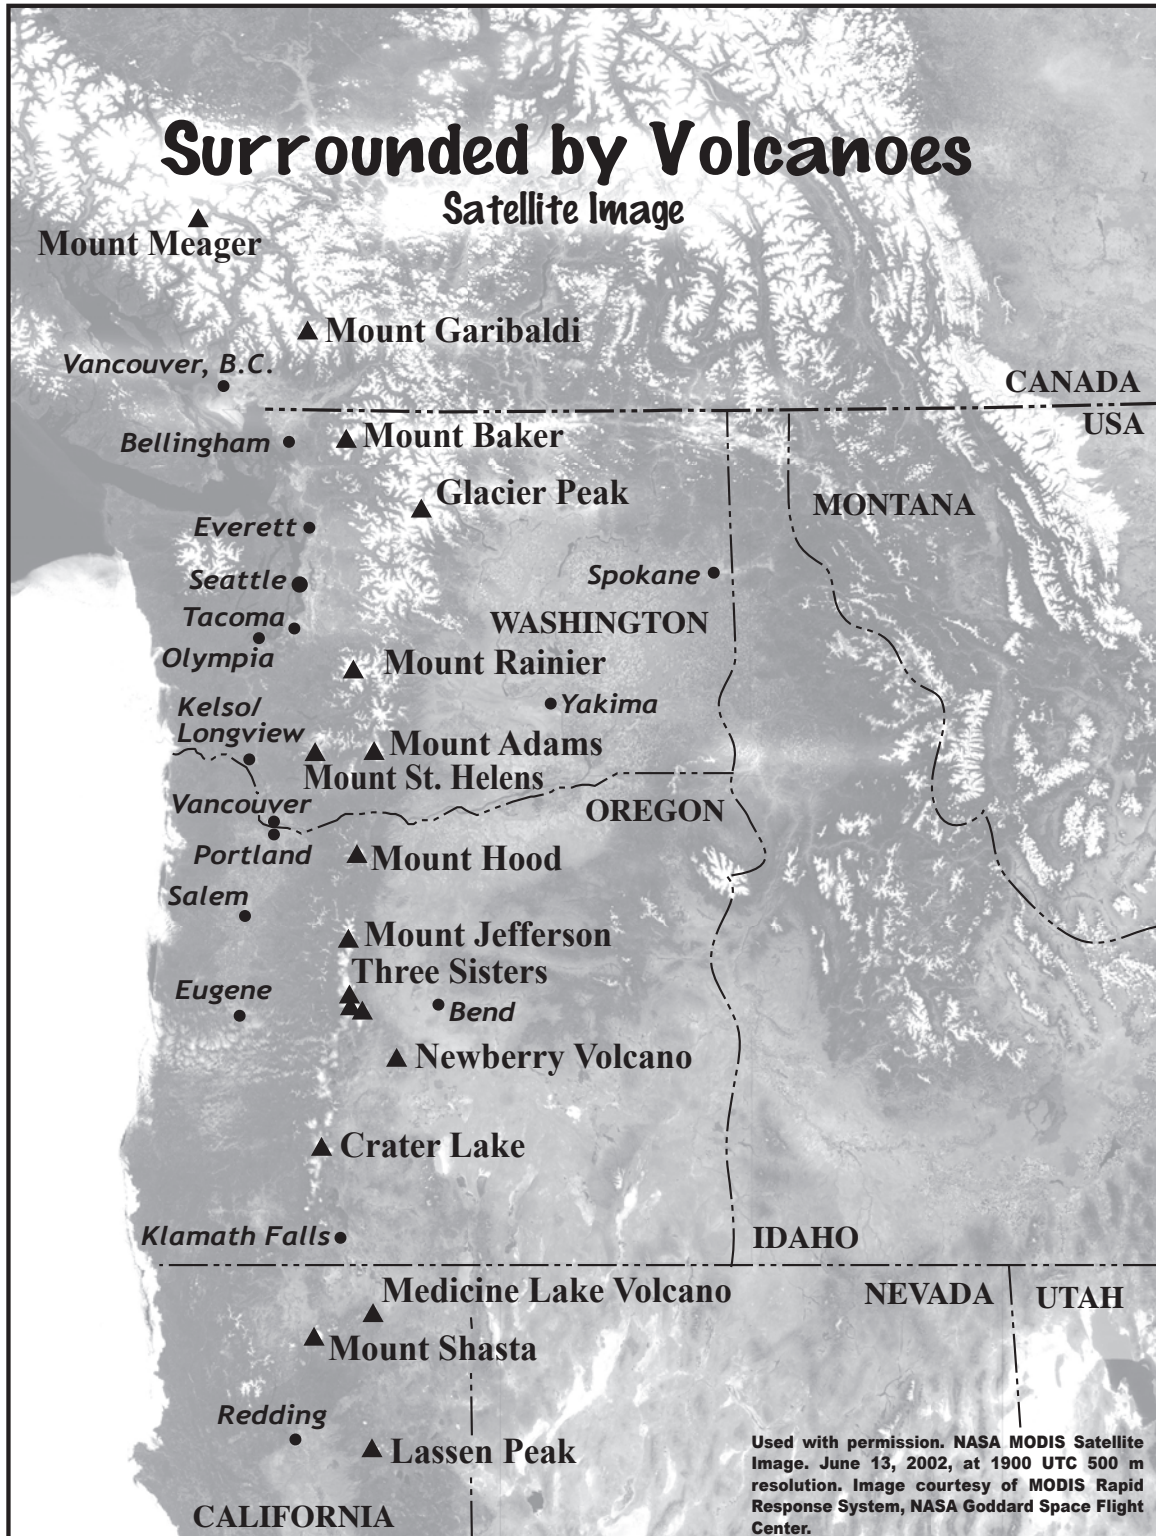 Surrounded by Volcanoes
Satellite Image
Mount Meager
Mount Garibaldi
Vancouver, B.C.
CANADA
USA
Bellingham
Mount Baker
Glacier Peak
MONTANA
Everett
Seattle
Spokane
Tacoma
WASHINGTON
Olympia
Mount Rainier
Kelso/
Longview
Yakima
Mount Adams
Mount St. Helens
Vancouver
OREGON
Portland
Mount Hood
Salem
Mount Jefferson
Three Sisters
Eugene
Bend
Newberry Volcano
Crater Lake
Klamath Falls
IDAHO
Medicine Lake Volcano
NEVADA
UTAH
Mount Shasta
Redding
Lassen Peak
CALIFORNIA
Used with permission. NASA MODIS Satellite
Image. June 13, 2002, at 1900 UTC 500 m
resolution. Image courtesy of MODIS Rapid
Response System, NASA Goddard Space Flight
Center.